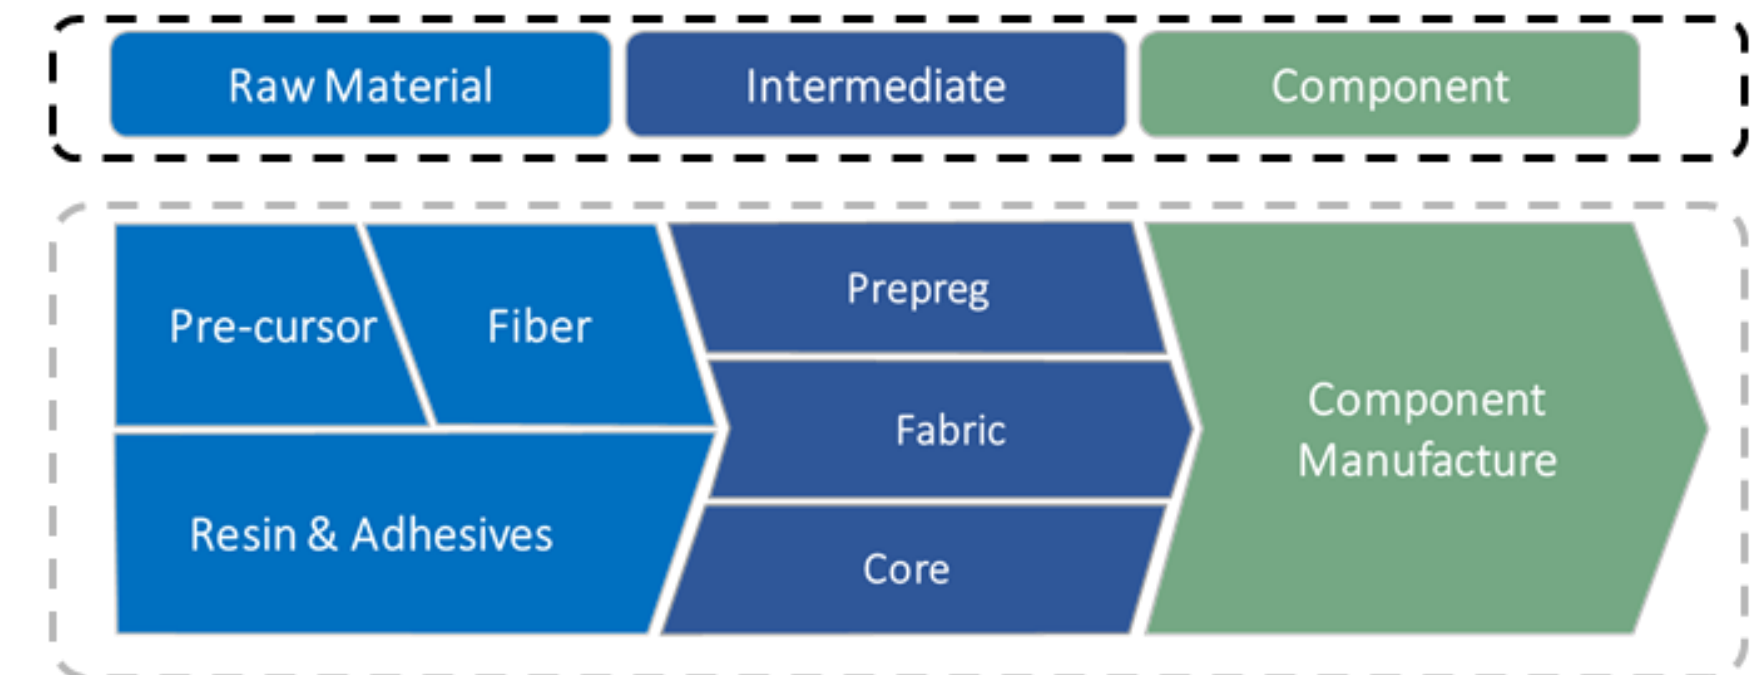 Raw Material
Intermediate
Component
Pre-cursor
Fiber
Resin & Adhesives
Prepreg
Fabric
Core
Component
Manufacture